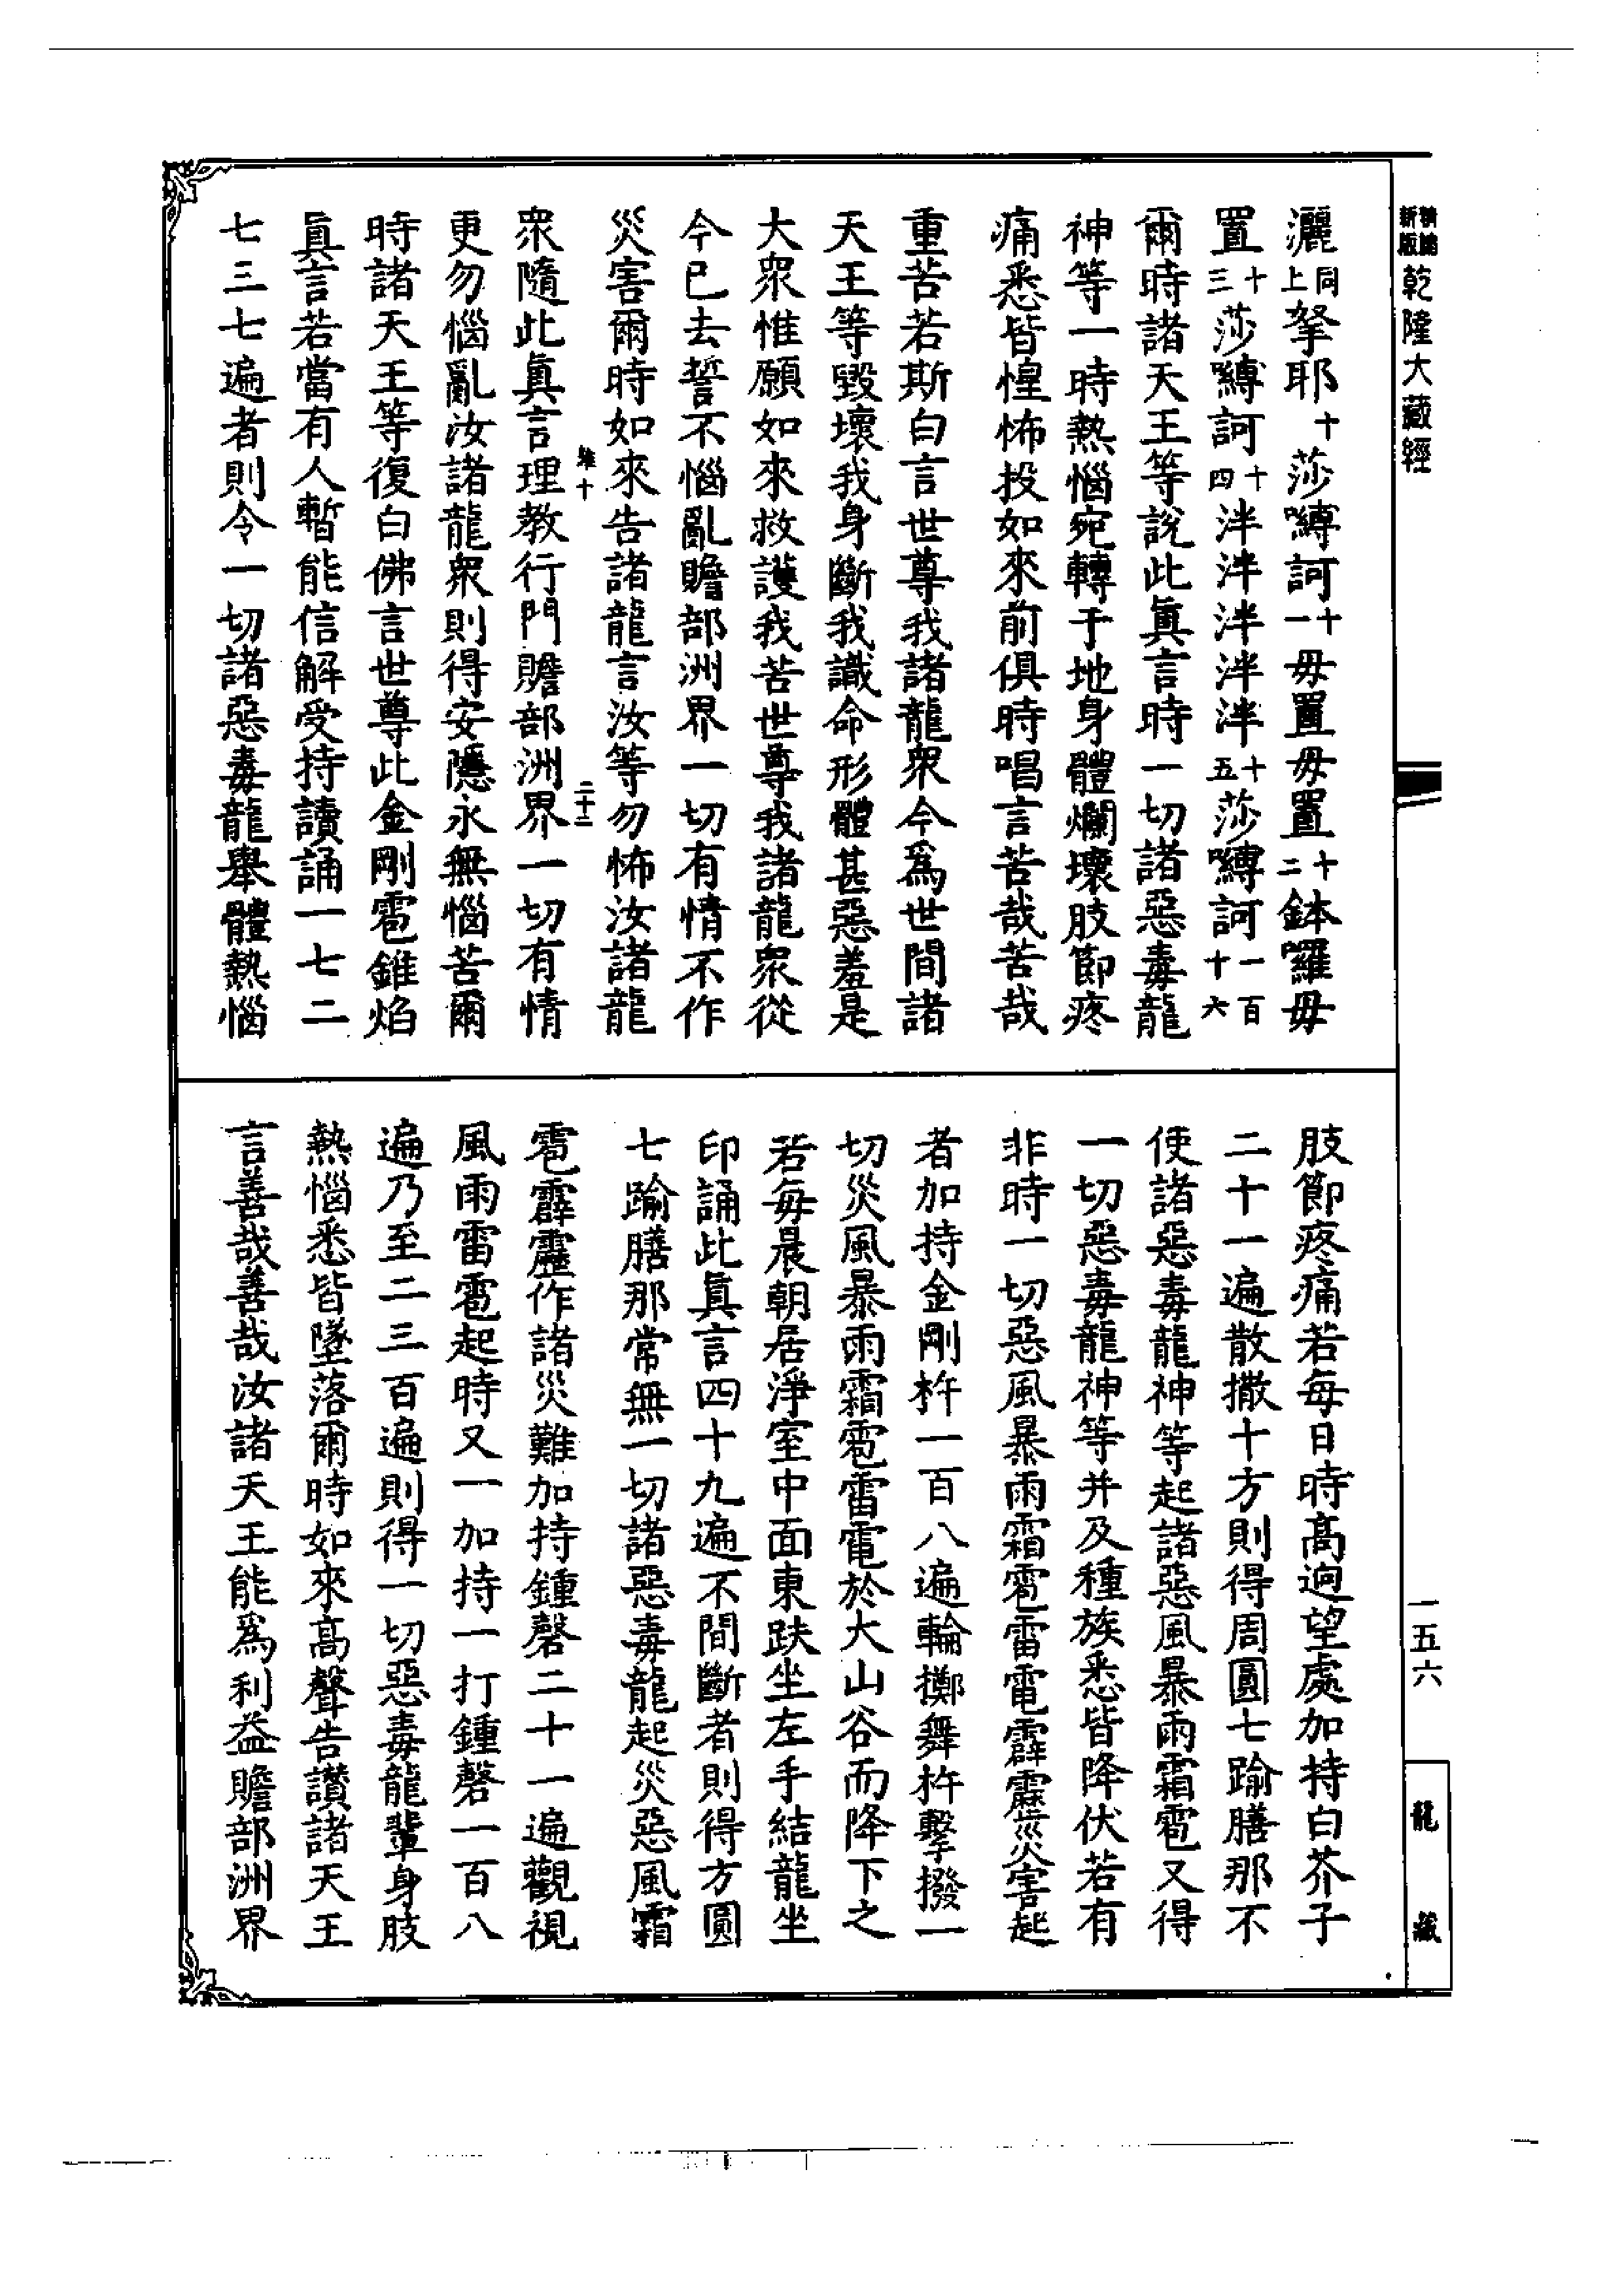 新版 精縮 乾隆大藏經
灑同上拏耶十莎嚩訶十一毋置毋置十二鉢囉毋
置十三莎嚩訶十四泮泮泮泮泮十五莎嚩訶一百十六
爾時諸天王等說此眞言時一切諸惡毒龍
神等一時熱惱宛轉于地身體爛壞肢節疼
痛悉皆惶怖投如來前俱時唱言苦哉苦哉
重苦若斯白言世尊我諸龍衆今爲世間諸
天王等毀壞我身斷我識命形體甚惡羞是
大衆惟願如來救護我苦世尊我諸龍衆從
今已去誓不惱亂贍部洲界一切有情不作
災害爾時如來告諸龍言汝等勿怖汝諸龍
十 二十二
衆隨此眞言理教行門贍部洲界一切有情
更勿惱亂汝諸龍衆則得安隱永無惱苦爾
時諸天王等復白佛言世尊此金剛雹錐焰
眞言若當有人暫能信解受持讀誦一七二
七三七遍者則令一切諸惡毒龍舉體熱惱
肢節疼痛若每日時高迥望處加持白芥子
二十一遍散撒十方則得周圓七踰膳那不
使諸惡毒龍神等起諸惡風暴雨霜雹又得
一切惡毒龍神等并及種族悉皆降伏若有
非時一切惡風暴雨霜雹雷電霹靂災害起
者加持金剛杵一百八遍輪擲舞杵擊撥一
切災風暴雨霜雹雷電於大山谷而降下之
若每晨朝居淨室中面東趺坐左手結龍坐
印誦此眞言四十九遍不間斷者則得方圓
七踰膳那常無一切諸惡毒龍起災惡風霜
雹霹靂作諸災難加持鍾磬二十一遍觀視
風雨雷雹起時又一加持一打鍾磬一百八
遍乃至二三百遍則得一切惡毒龍輩身肢
熱惱悉皆墜落爾時如來高聲告讚諸天王
言善哉善哉汝諸天王能爲利益贍部洲界
一五六
龍藏